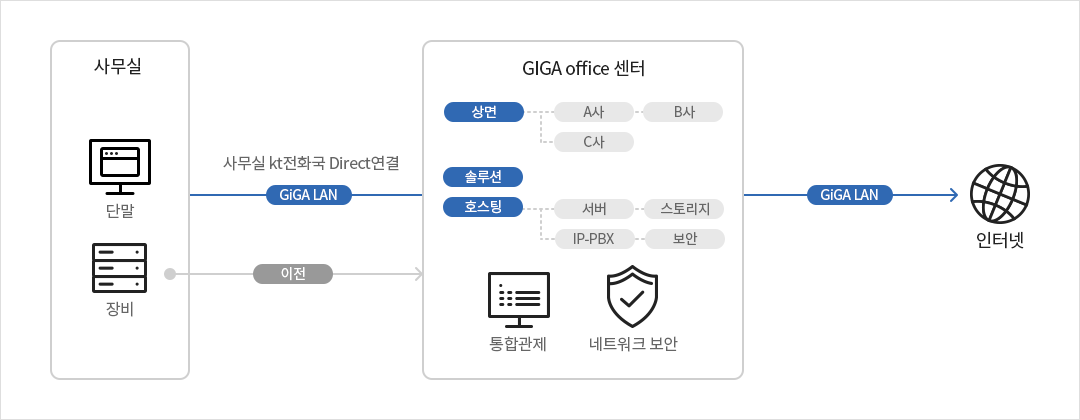 사무실
단말
장비
사무실 kt전화국 Direct연결
GiGA LAN
이전
GIGA office 센터
상면
A사
B사
C사
솔루션
호스팅
서버
스토리지
IP-PBX
보안
통합관제
네트워크 보안
GiGA LAN
인터넷